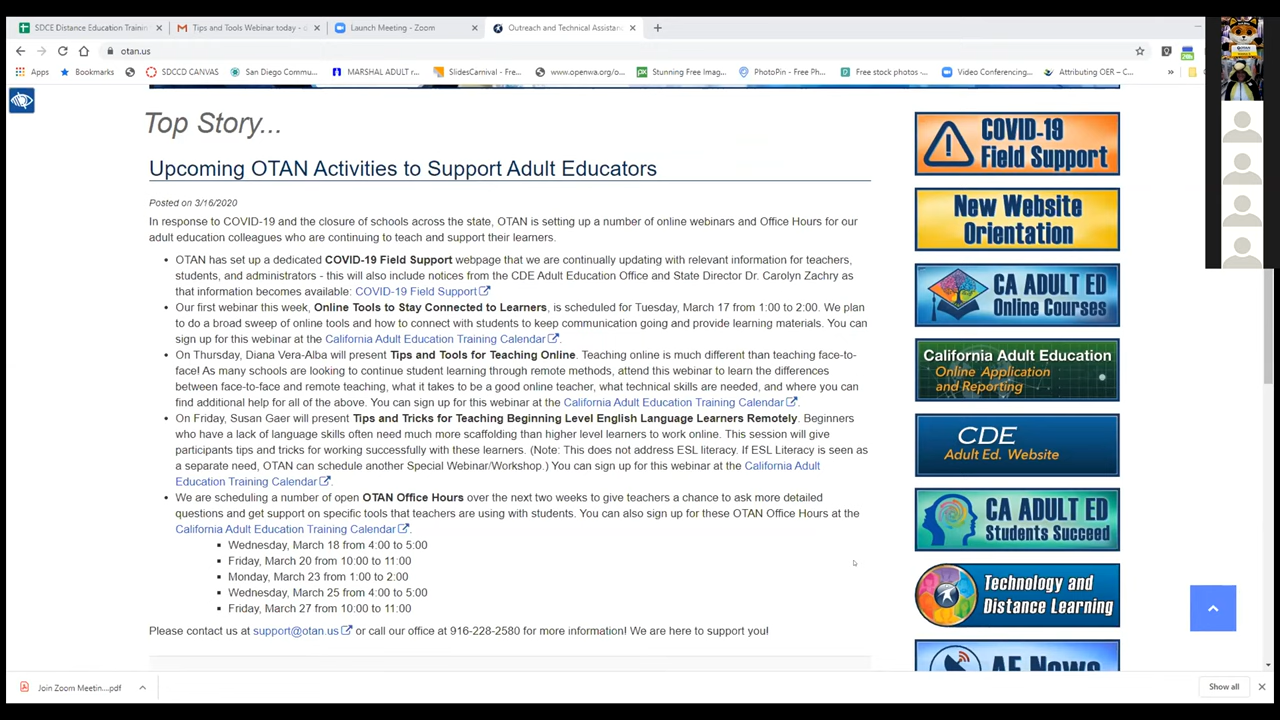 SDCE Distance Education Trainin
Tips and Tools Webinar today - d
Launch Meeting - Zoom
Outreach and Technical Assistanc
otan.us
Apps
Bookmarks
SDCCD CANVAS
San Diego Commu...
MARSHAL ADULT r...
SlidesCarnival - Fre...
www.openwa.org/o...
Stunning Free Imag...
PhotoPin - Free Ph...
Free stock photos -...
Video Conferencing...
Attributing OER – C...
»
Top Story...
Upcoming OTAN Activities to Support Adult Educators
Posted on 3/16/2020
In response to COVID-19 and the closure of schools across the state, OTAN is setting up a number of online webinars and Office Hours for our
adult education colleagues who are continuing to teach and support their learners.
• OTAN has set up a dedicated COVID-19 Field Support webpage that we are continually updating with relevant information for teachers,
students, and administrators - this will also include notices from the CDE Adult Education Office and State Director Dr. Carolyn Zachry as
that information becomes available: COVID-19 Field Support
• Our first webinar this week, Online Tools to Stay Connected to Learners, is scheduled for Tuesday, March 17 from 1:00 to 2:00. We plan
to do a broad sweep of online tools and how to connect with students to keep communication going and provide learning materials. You can
sign up for this webinar at the California Adult Education Training Calendar.
• On Thursday, Diana Vera-Alba will present Tips and Tools for Teaching Online. Teaching online is much different than teaching face-to-
face! As many schools are looking to continue student learning through remote methods, attend this webinar to learn the differences
between face-to-face and remote teaching, what it takes to be a good online teacher, what technical skills are needed, and where you can
find additional help for all of the above. You can sign up for this webinar at the California Adult Education Training Calendar.
• On Friday, Susan Gaer will present Tips and Tricks for Teaching Beginning Level English Language Learners Remotely. Beginners
who have a lack of language skills often need much more scaffolding than higher level learners to work online. This session will give
participants tips and tricks for working successfully with these learners. (Note: This does not address ESL literacy. If ESL Literacy is seen as
a separate need, OTAN can schedule another Special Webinar/Workshop.) You can sign up for this webinar at the California Adult
Education Training Calendar.
• We are scheduling a number of open OTAN Office Hours over the next two weeks to give teachers a chance to ask more detailed
questions and get support on specific tools that teachers are using with students. You can also sign up for these OTAN Office Hours at the
California Adult Education Training Calendar.
▪ Wednesday, March 18 from 4:00 to 5:00
▪ Friday, March 20 from 10:00 to 11:00
▪ Monday, March 23 from 1:00 to 2:00
▪ Wednesday, March 25 from 4:00 to 5:00
▪ Friday, March 27 from 10:00 to 11:00
Please contact us at support@otan.us or call our office at 916-228-2580 for more information! We are here to support you!
COVID-19
Field Support
New Website
Orientation
CA ADULT ED
Online Courses
California Adult Education
Online Application
and Reporting
CDE
Adult Ed. Website
CA ADULT ED
Students Succeed
Technology and
Distance Learning
AE News
Join Zoom Meetin....pdf
Show all